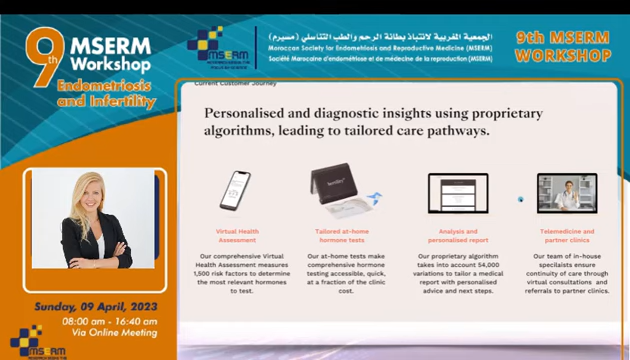 9th MSERM
Workshop
Endometriosis
and Infertility
MSERM
الجمعية المغربية لانتباذ بطانة الرحم والطب التناسلي (مسيرم)
Moroccan Society for Endometriosis and Reproductive Medicine (MSERM)
Société Marocaine d'endométriose et de médecine de la reproduction (MSERM)
9th MSERM
WORKSHOP
Current Customer Journey
Personalised and diagnostic insights using proprietary
algorithms, leading to tailored care pathways.
Virtual Health
Assessment
Our comprehensive Virtual
Health Assessment measures
1,500 risk factors to determine
the most relevant hormones
to test.
Tailored at-home
hormone tests
Our at-home tests make
comprehensive hormone
testing accessible, quick,
at a fraction of the clinic
cost.
Analysis and
personalised report
Our proprietary algorithm
takes into account 54,000
variations to tailor a medical
report with personalised
advice and next steps.
Telemedicine and
partner clinics
Our team of in-house
specilaists ensure
continuity of care through
virtual consultations and
referrals to partner clinics.
Sunday, 09 April, 2023
08:00 am - 16:40 am
Via Online Meeting
MSERM